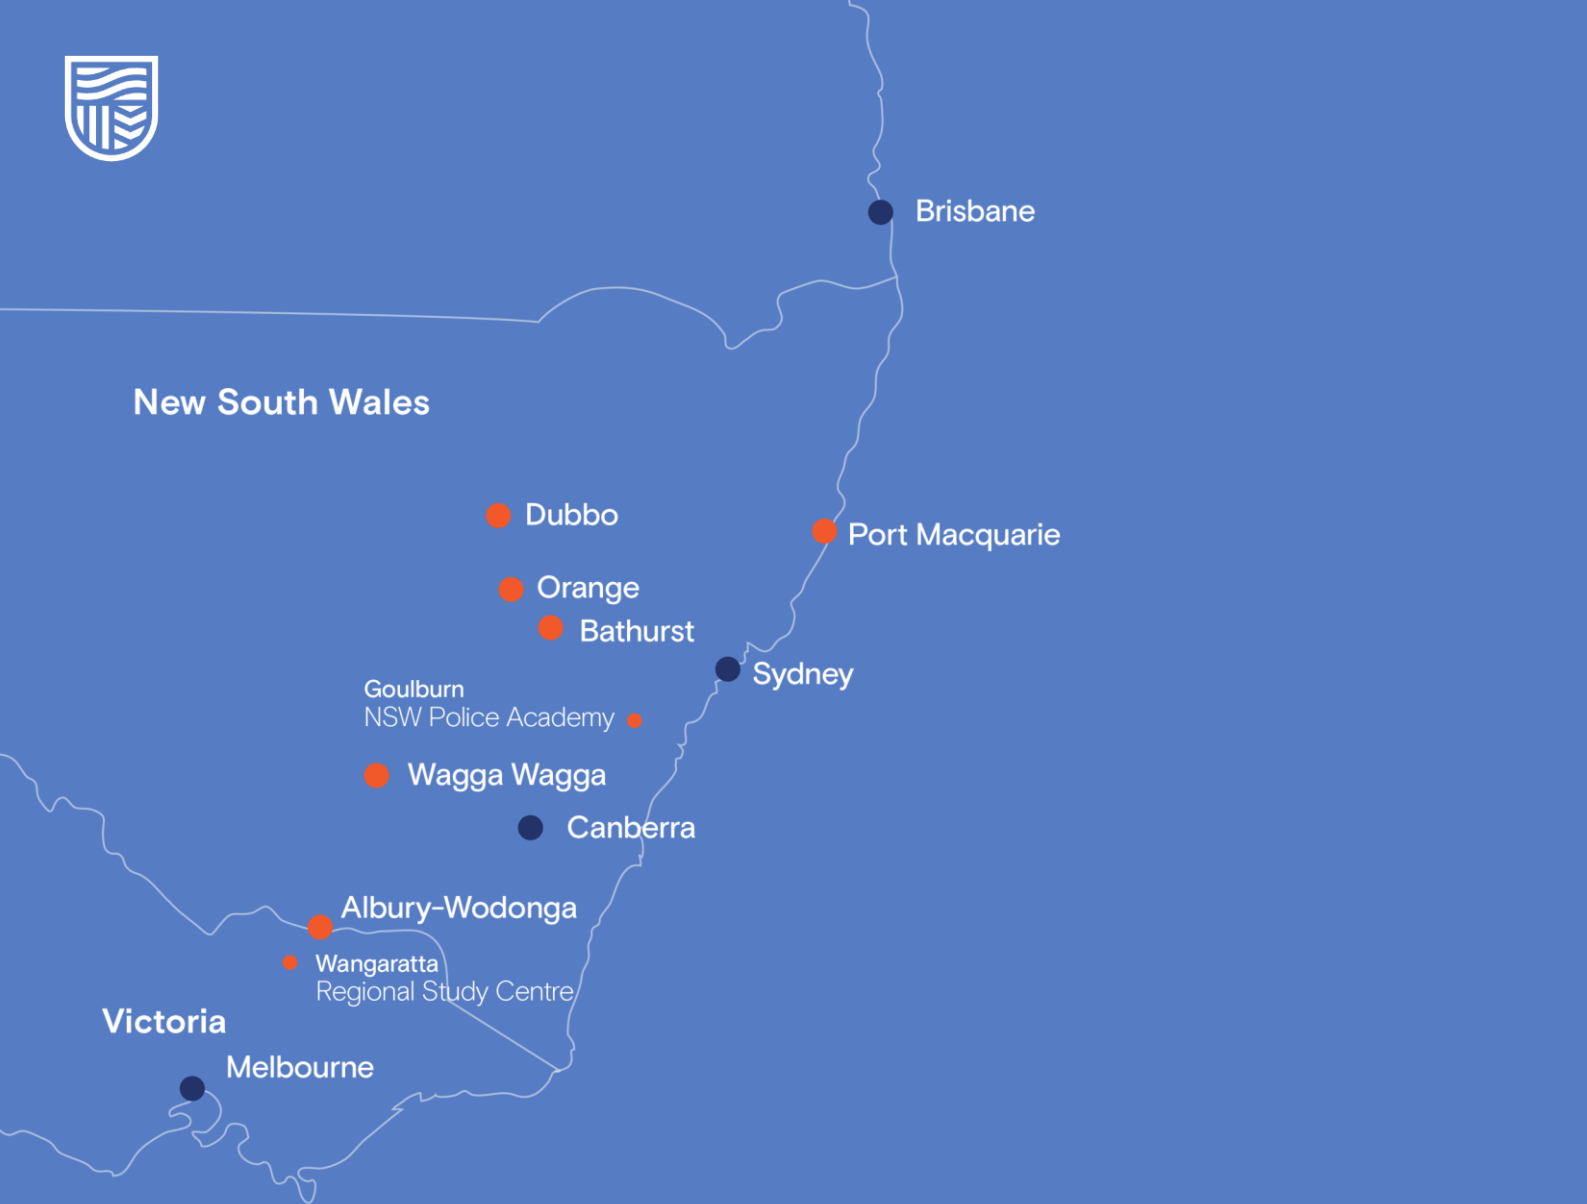 Brisbane
New South Wales
Dubbo
Port Macquarie
Orange
Bathurst
Sydney
Goulburn
NSW Police Academy
Wagga Wagga
Canberra
Albury-Wodonga
Wangaratta
Regional Study Centre
Victoria
Melbourne